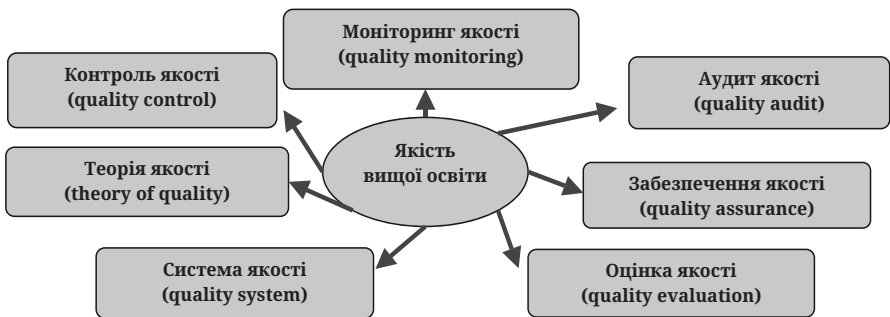 Моніторинг якості
(quality monitoring)
Контроль якості
(quality control)
Аудит якості
(quality audit)
Якість
вищої освіти
Теорія якості
(theory of quality)
Забезпечення якості
(quality assurance)
Система якості
(quality system)
Оцінка якості
(quality evaluation)